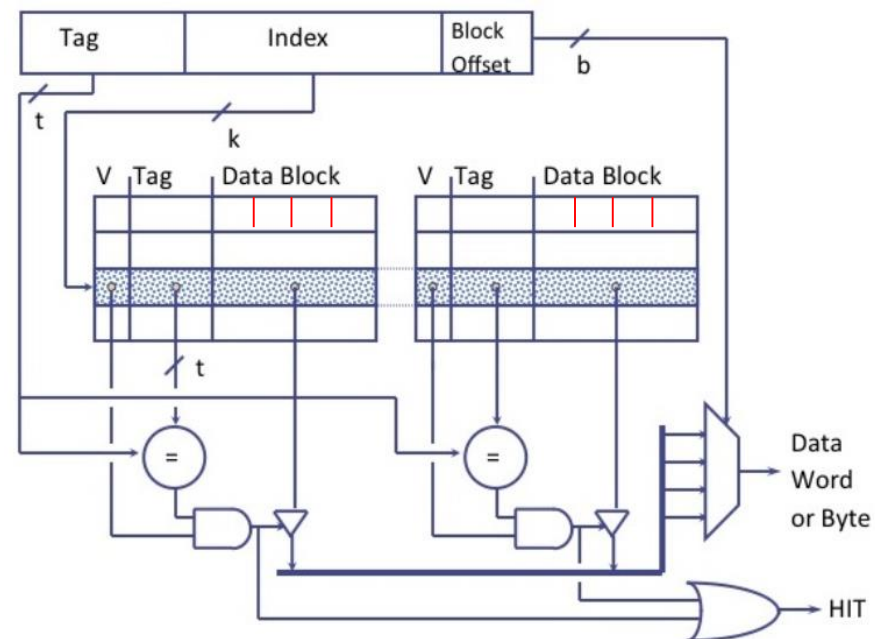 Tag
Index
Block
Offset
b
t
k
V
Tag
Data Block
V
Tag
Data Block
t
=
=
Data
Word
or Byte
HIT